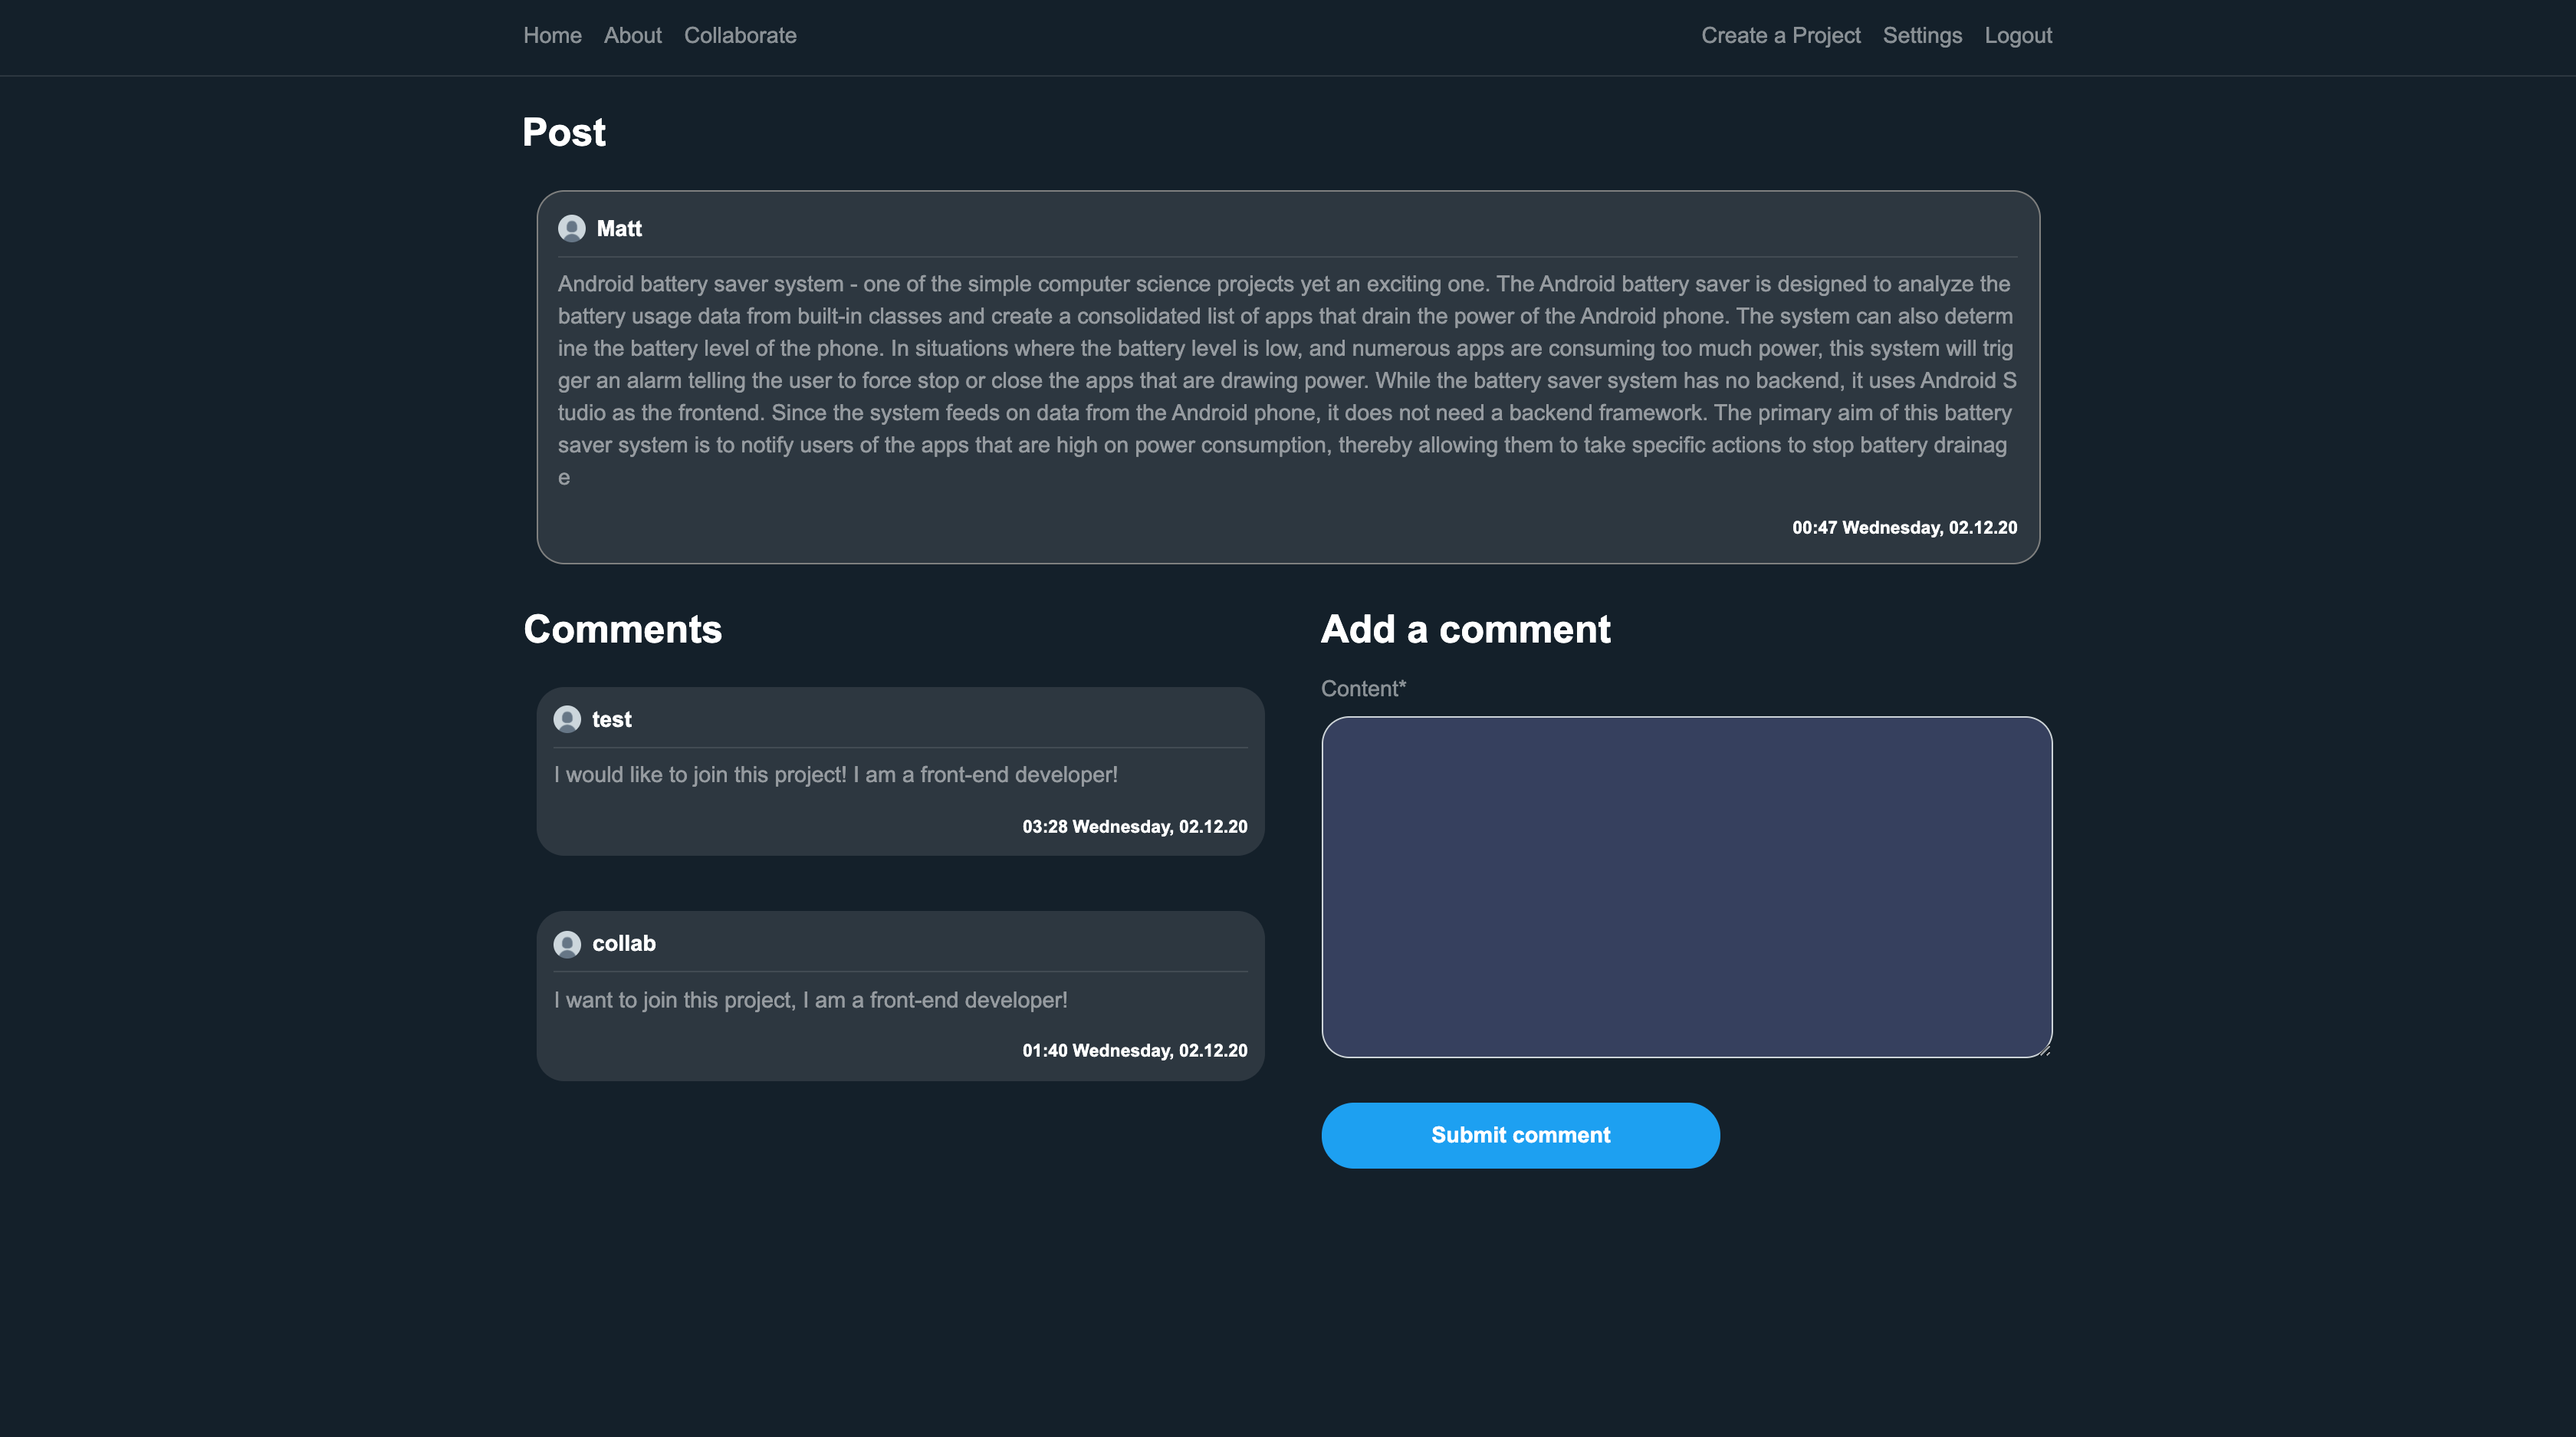 Home About Collaborate Create a Project Settings Logout
Post
Matt
Android battery saver system - one of the simple computer science projects yet an exciting one. The Android battery saver is designed to analyze the
battery usage data from built-in classes and create a consolidated list of apps that drain the power of the Android phone. The system can also determ
ine the battery level of the phone. In situations where the battery level is low, and numerous apps are consuming too much power, this system will trig
ger an alarm telling the user to force stop or close the apps that are drawing power. While the battery saver system has no backend, it uses Android S
tudio as the frontend. Since the system feeds on data from the Android phone, it does not need a backend framework. The primary aim of this battery
saver system is to notify users of the apps that are high on power consumption, thereby allowing them to take specific actions to stop battery drainag
e
00:47 Wednesday, 02.12.20
Comments
test
I would like to join this project! I am a front-end developer!
03:28 Wednesday, 02.12.20
collab
I want to join this project, I am a front-end developer!
01:40 Wednesday, 02.12.20
Add a comment
Content*
Submit comment